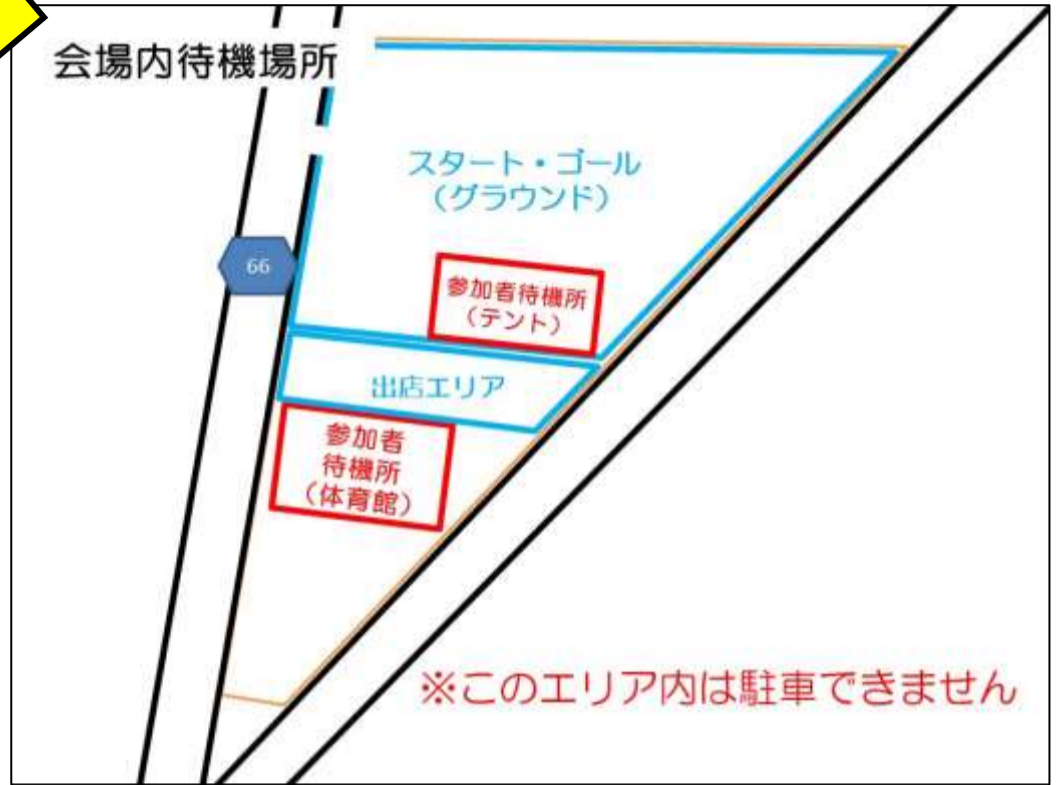 会場内待機場所
スタート・ゴール
（グラウンド）
66
参加者待機所
（テント）
出店エリア
参加者
待機所
（体育館）
※このエリア内は駐車できません